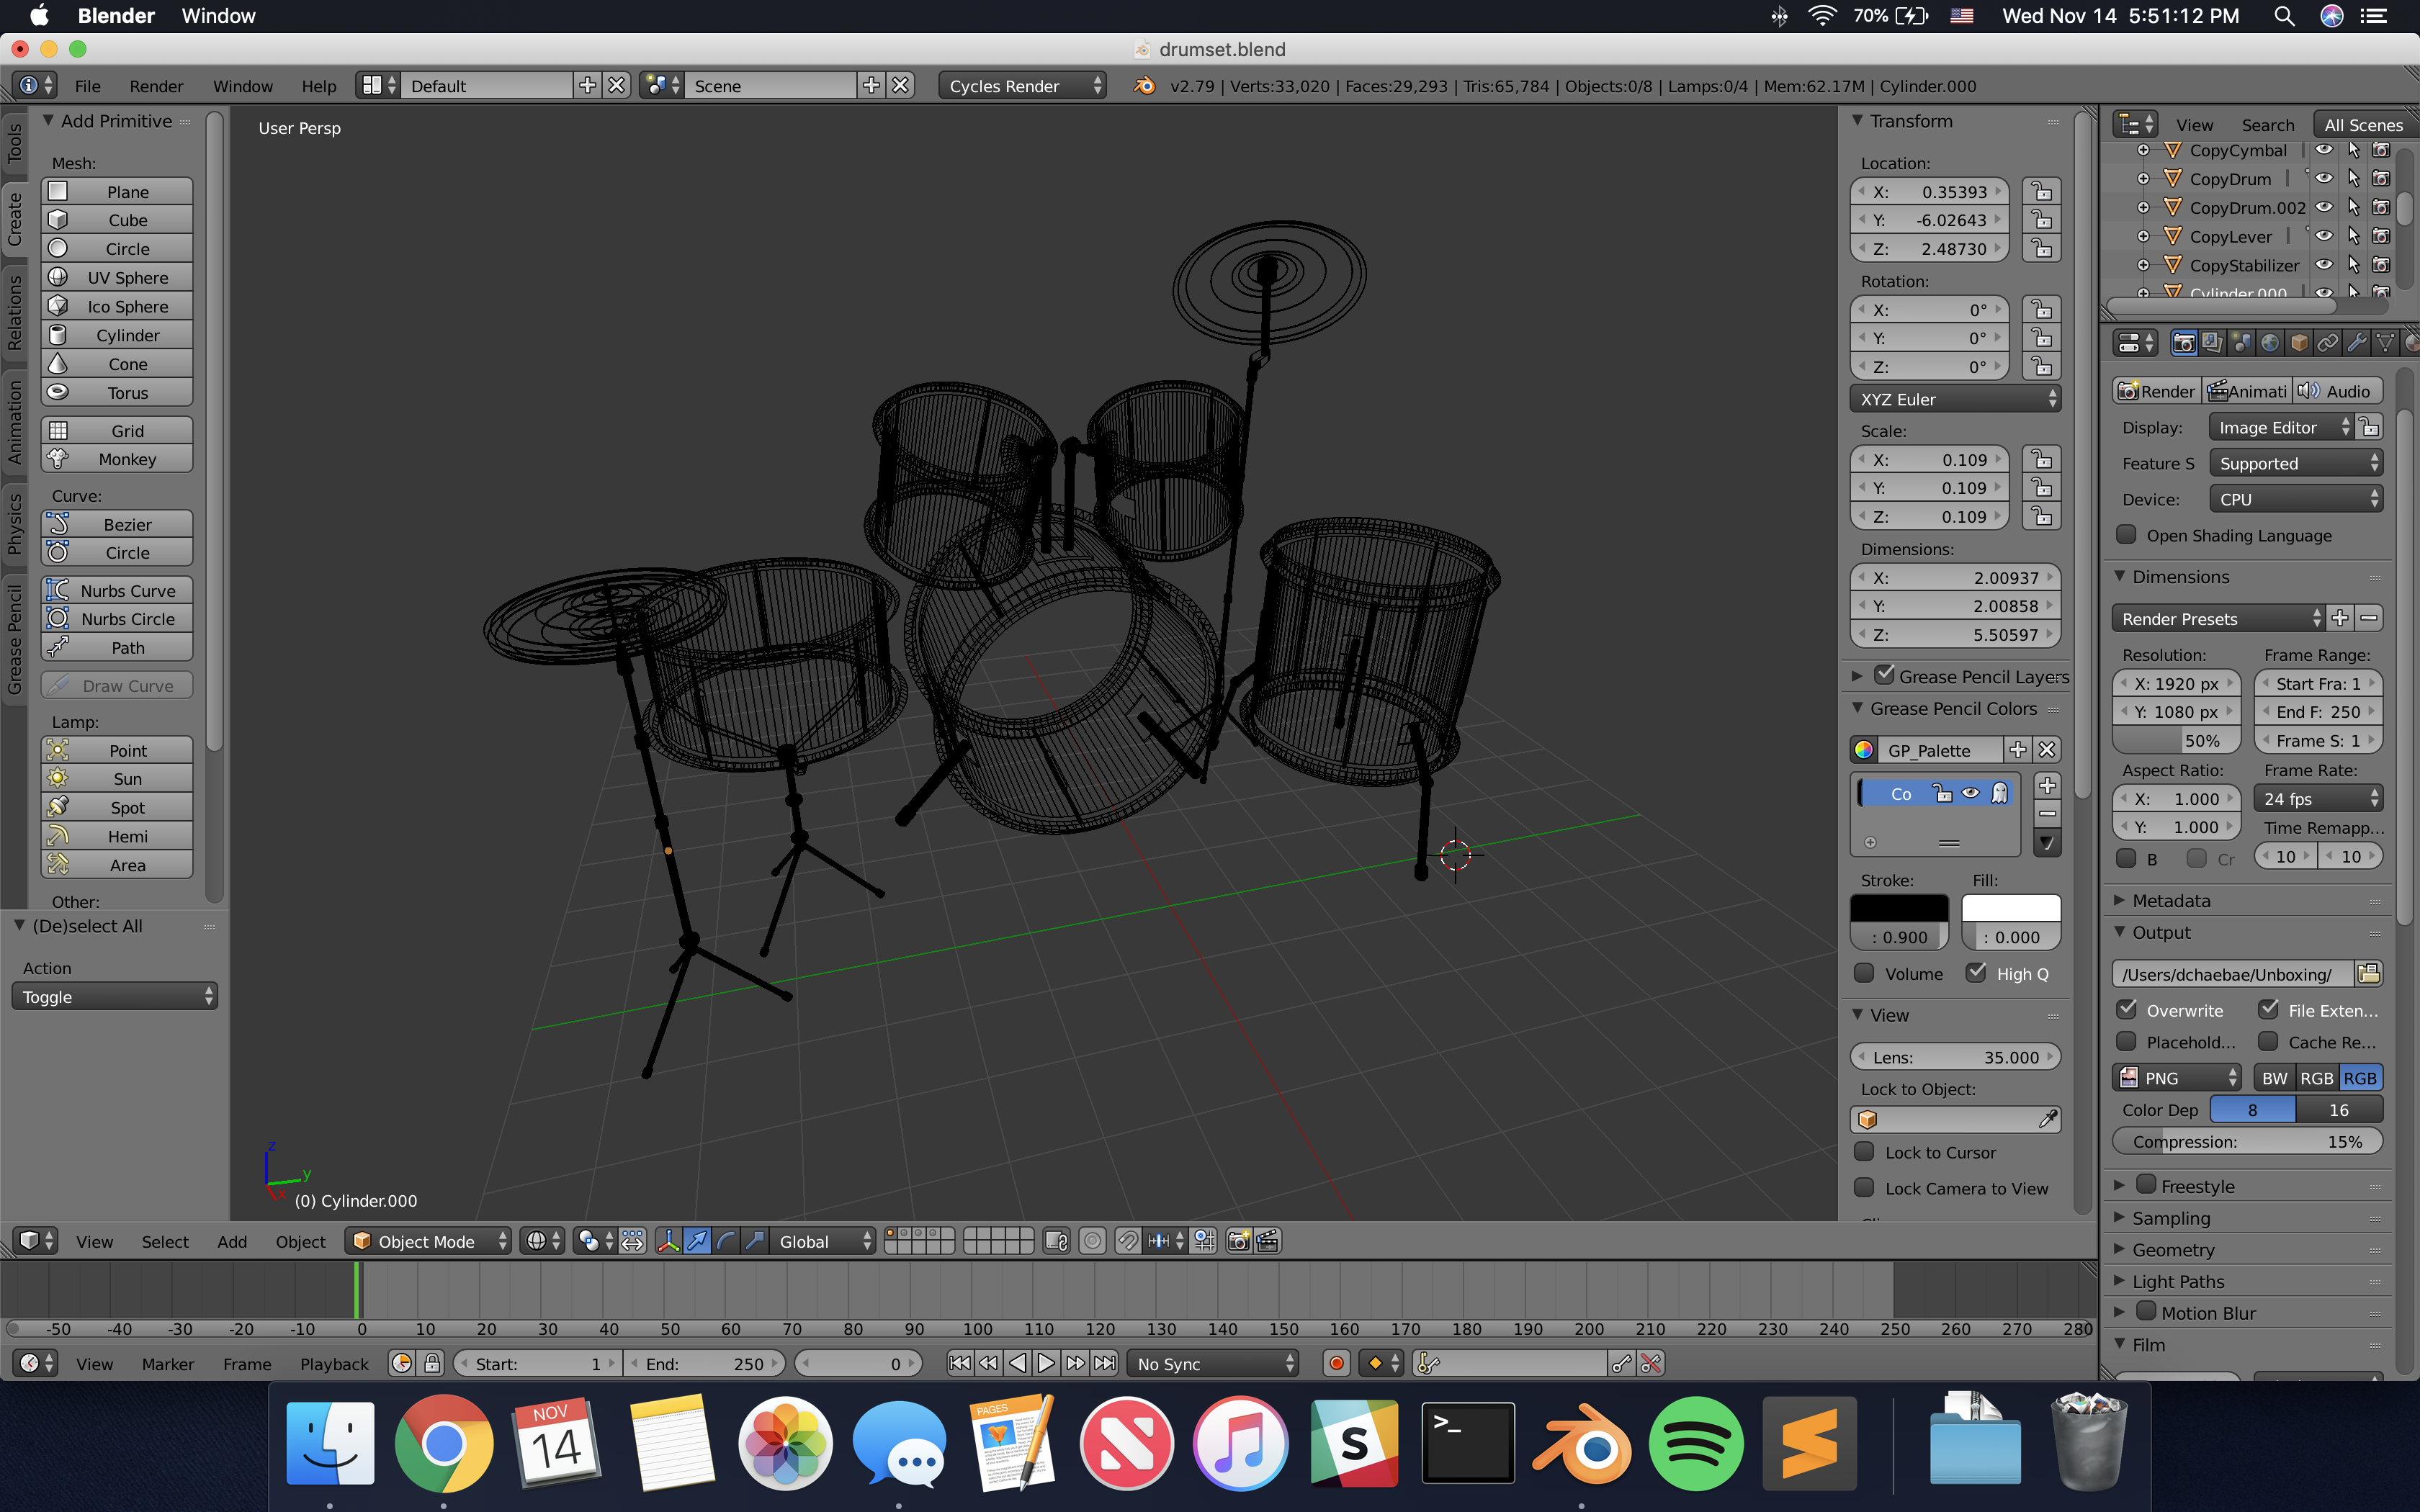 Blender Window
70% Wed Nov 14 5:51:12 PM
drumset.blend
File Render Window Help Default Scene Cycles Render v2.79 | Verts:33,020 | Faces:29,293 | Tris:65,784 | Objects:0/8 | Lamps:0/4 | Mem:62.17M | Cylinder.000
Tools
Create
Relations
Animation
Physics
Grease Pencil
Add Primitive
Mesh:
Plane
Cube
Circle
UV Sphere
Ico Sphere
Cylinder
Cone
Torus
Grid
Monkey
Curve:
Bezier
Circle
Nurbs Curve
Nurbs Circle
Path
Draw Curve
Lamp:
Point
Sun
Spot
Hemi
Area
Other:
(De)select All
Action
Toggle
User Persp
z
y
x
(0) Cylinder.000
Transform
Location:
X: 0.35393
Y: -6.02643
Z: 2.48730
Rotation:
X: 0°
Y: 0°
Z: 0°
XYZ Euler
Scale:
X: 0.109
Y: 0.109
Z: 0.109
Dimensions:
X: 2.00937
Y: 2.00858
Z: 5.50597
Grease Pencil Layers
Grease Pencil Colors
GP_Palette
Co
Stroke: Fill:
: 0.900 : 0.000
Volume High Q
View
Lens: 35.000
Lock to Object:
Lock to Cursor
Lock Camera to View
View Search All Scenes
CopyCymbal
CopyDrum
CopyDrum.002
CopyLever
CopyStabilizer
Cylinder.000
Render Animati Audio
Display: Image Editor
Feature S Supported
Device: CPU
Open Shading Language
Dimensions
Render Presets
Resolution: Frame Range:
X: 1920 px Start Fra: 1
Y: 1080 px End F: 250
50% Frame S: 1
Aspect Ratio: Frame Rate:
X: 1.000 24 fps
Y: 1.000 Time Remapp...
B Cr 10 10
Metadata
Output
/Users/dchaebae/Unboxing/
Overwrite File Exten...
Placehold... Cache Re...
PNG BW RGB RGB
Color Dep 8 16
Compression: 15%
Freestyle
Sampling
Geometry
Light Paths
Motion Blur
Film
View Select Add Object Object Mode Global
-50 -40 -30 -20 -10 0 10 20 30 40 50 60 70 80 90 100 110 120 130 140 150 160 170 180 190 200 210 220 230 240 250 260 270 280
View Marker Frame Playback Start: 1 End: 250 0 No Sync
NOV
14
PAGES
S
>_